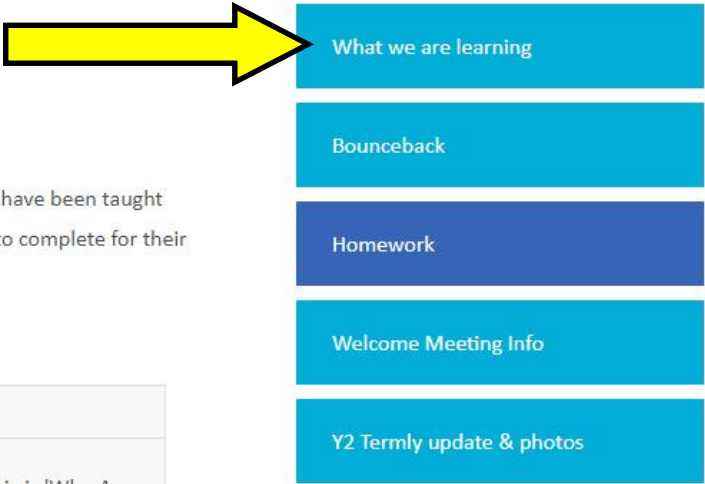 What we are learning
Bounceback
have been taught
to complete for their
Homework
Welcome Meeting Info
Y2 Termly update & photos